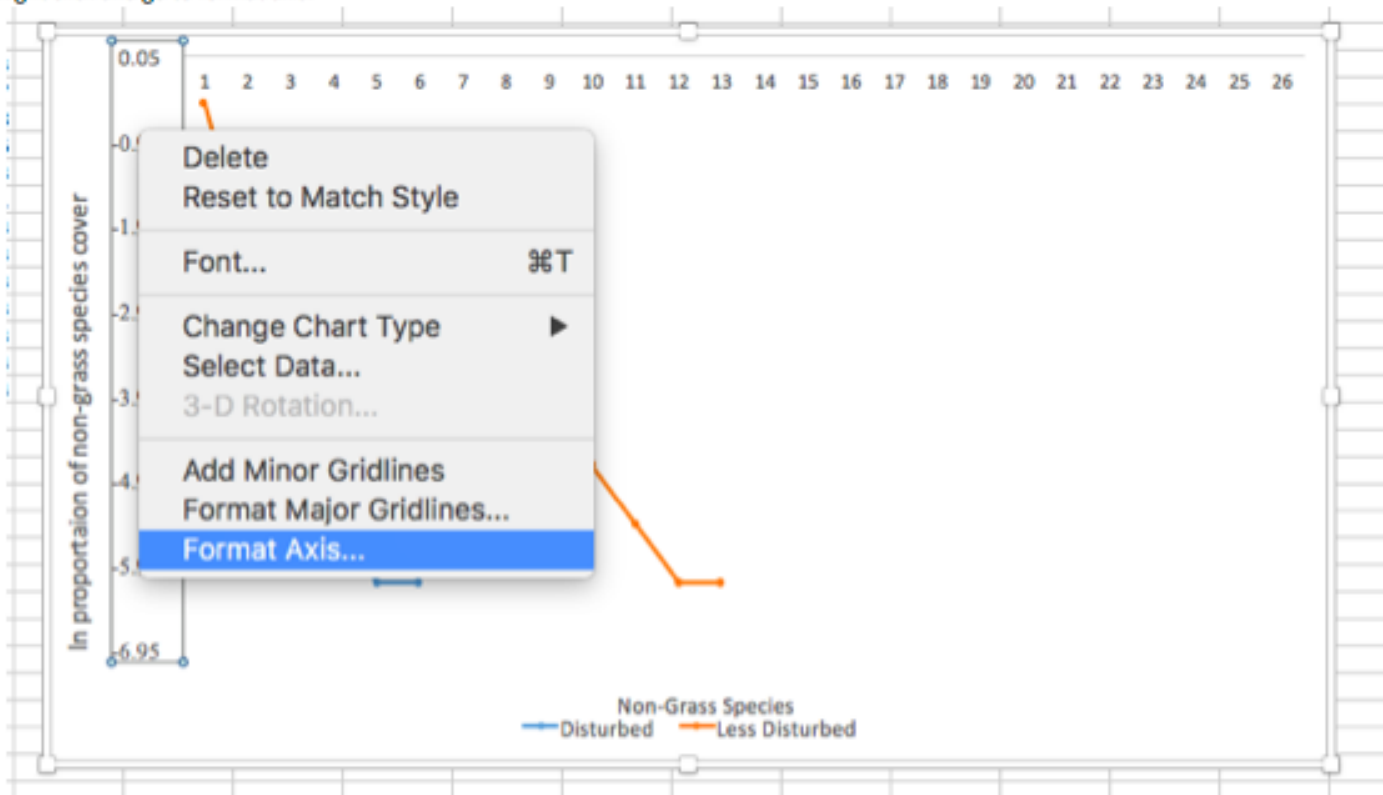 0.05
1 2 3 4 5 6 7 8 9 10 11 12 13 14 15 16 17 18 19 20 21 22 23 24 25 26
Delete
Reset to Match Style
Font... ⌘T
Change Chart Type ▶
Select Data...
3-D Rotation...
Add Minor Gridlines
Format Major Gridlines...
Format Axis...
-6.95
ln proportaion of non-grass species cover
Non-Grass Species
Disturbed Less Disturbed